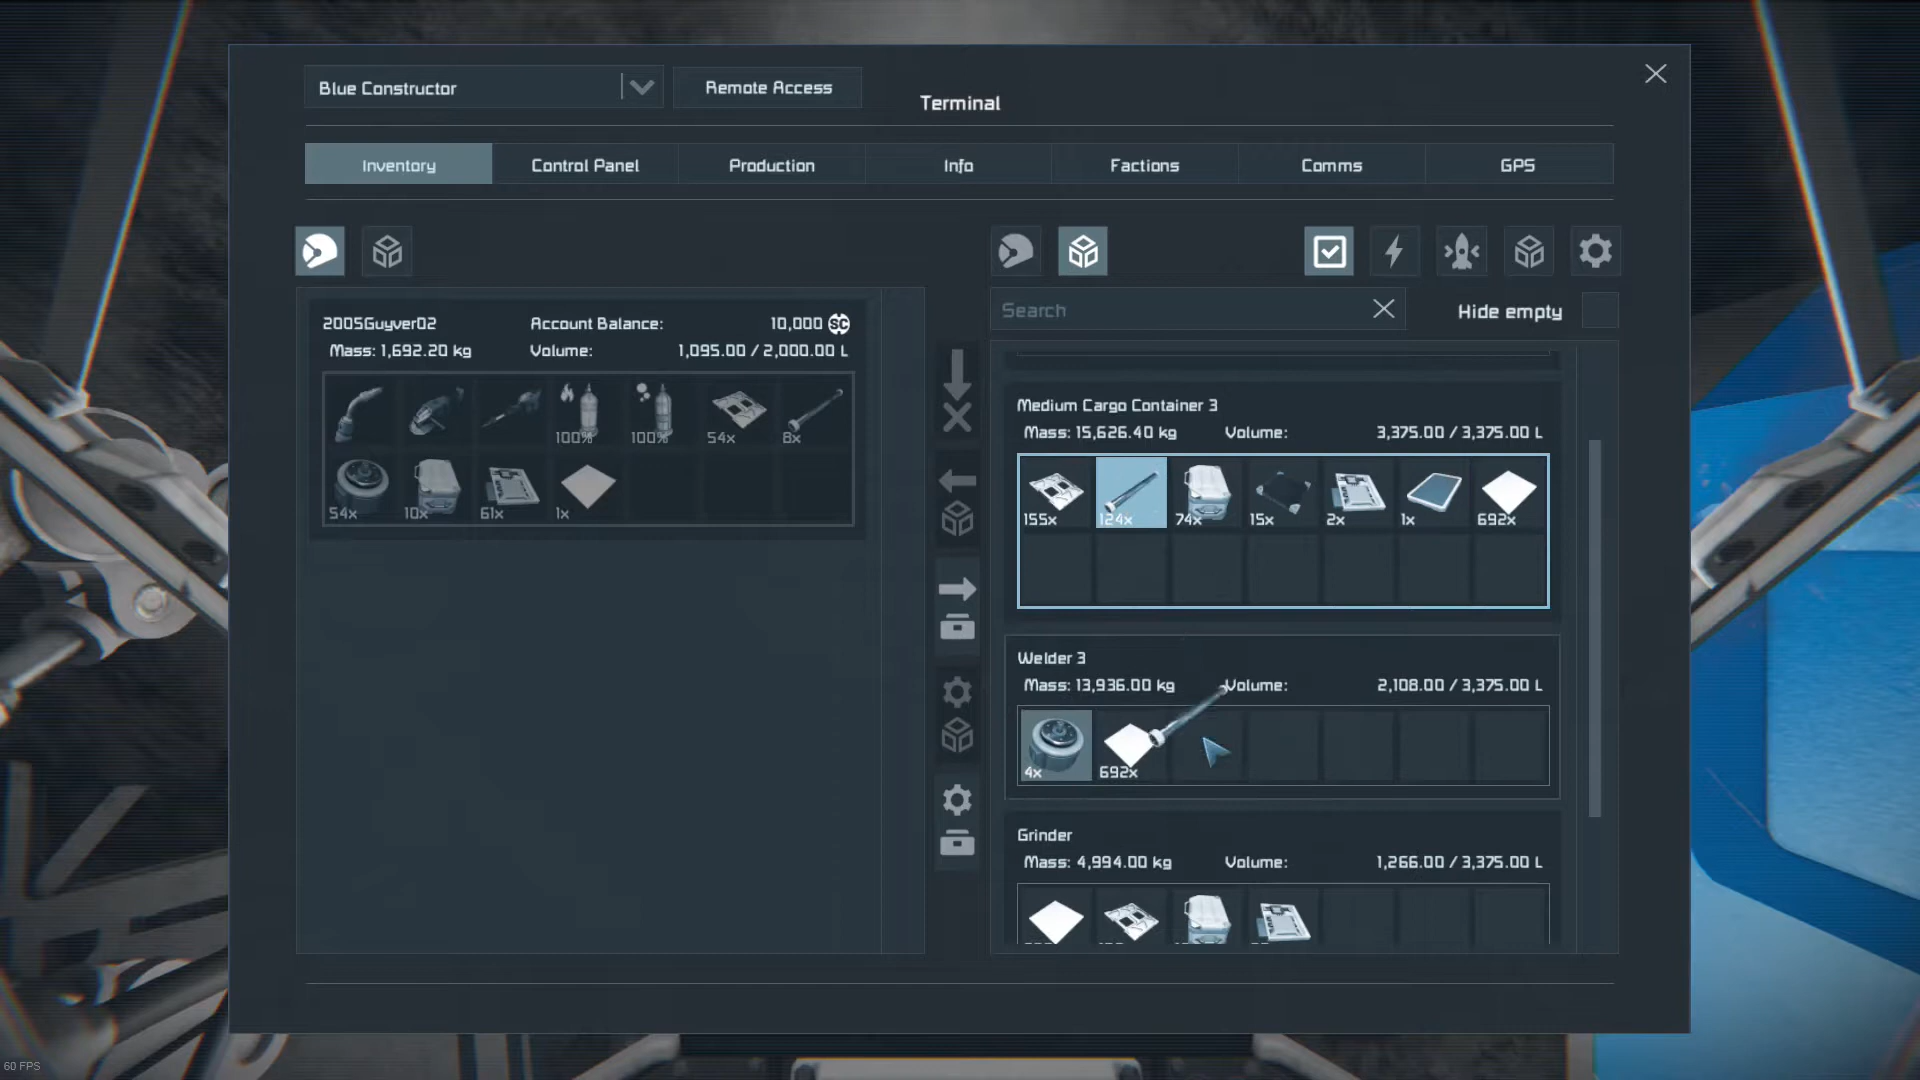 Blue Constructor
Remote Access
Terminal
Inventory
Control Panel
Production
Info
Factions
Comms
GPS
Search
Hide empty
2005Guyver02 Account Balance: 10,000 SC
Mass: 1,692.20 kg Volume: 1,095.00 / 2,000.00 L
100% 100% 54x 8x
54x 10x 61x 1x
Medium Cargo Container 3
Mass: 15,626.40 kg Volume: 3,375.00 / 3,375.00 L
155x 124x 74x 15x 2x 1x 692x
Welder 3
Mass: 13,936.00 kg Volume: 2,108.00 / 3,375.00 L
4x 692x
Grinder
Mass: 4,994.00 kg Volume: 1,266.00 / 3,375.00 L
60 FPS